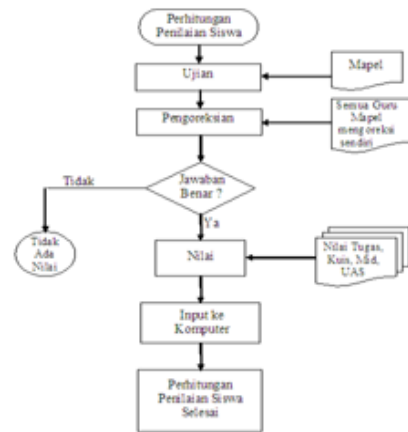 Perhitungan
Penilaian Siswa
Ujian
Mapel
Pengoreksian
Semua Guru
Mapel
mengoreksi
sendiri
Tidak
Jawaban
Benar ?
Ya
Tidak
Ada
Nilai
Nilai
Nilai Tugas,
Kuis, Mid,
UAS
Input ke
Komputer
Perhitungan
Penilaian Siswa
Selesai